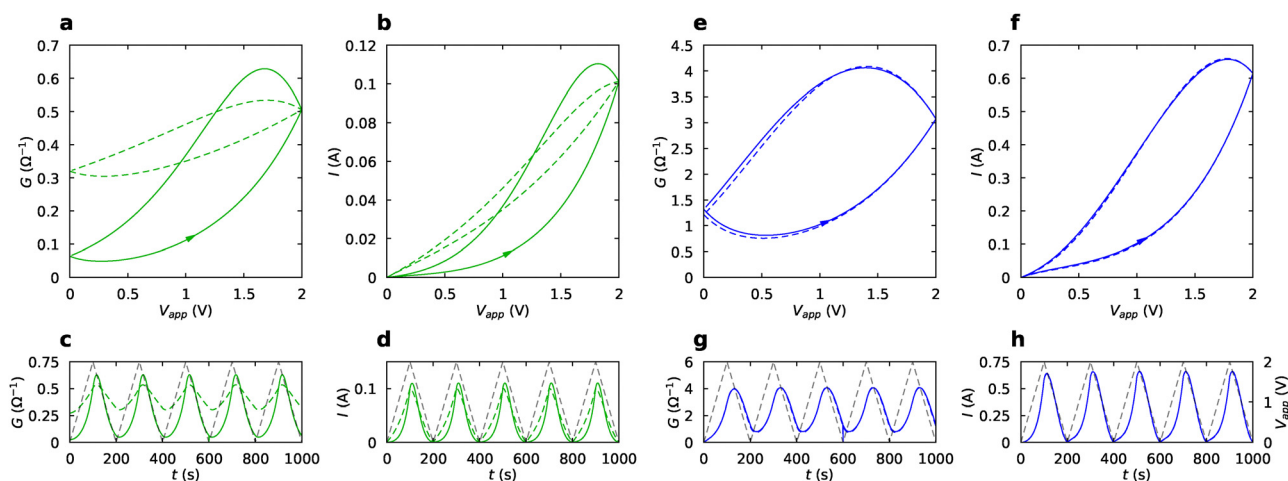 a
G (Ω⁻¹)
0.7
0.6
0.5
0.4
0.3
0.2
0.1
0
0 0.5 1 1.5 2
V_app (V)
b
I (A)
0.12
0.1
0.08
0.06
0.04
0.02
0
0 0.5 1 1.5 2
V_app (V)
e
G (Ω⁻¹)
4.5
4
3.5
3
2.5
2
1.5
1
0.5
0
0 0.5 1 1.5 2
V_app (V)
f
I (A)
0.7
0.6
0.5
0.4
0.3
0.2
0.1
0
0 0.5 1 1.5 2
V_app (V)
c
G (Ω⁻¹)
0.75
0.5
0.25
0
0 200 400 600 800 1000
t (s)
d
I (A)
0.1
0
0 200 400 600 800 1000
t (s)
g
G (Ω⁻¹)
6
4
2
0
0 200 400 600 800 1000
t (s)
h
I (A)
0.75
0.5
0.25
0
0 200 400 600 800 1000
t (s)
2
1
0
V_app (V)